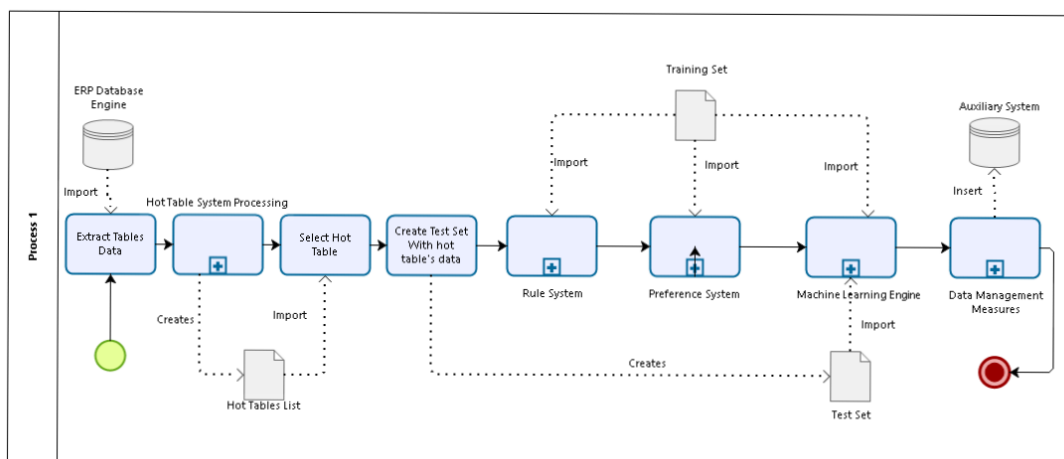 Process 1
ERP Database
Engine
Import
Extract Tables
Data
Hot Table System Processing
Creates
Hot Tables List
Select Hot
Table
Import
Create Test Set
With hot
table's data
Creates
Training Set
Import
Import
Import
Rule System
Preference System
Machine Learning Engine
Import
Test Set
Auxiliary System
Insert
Data Management
Measures